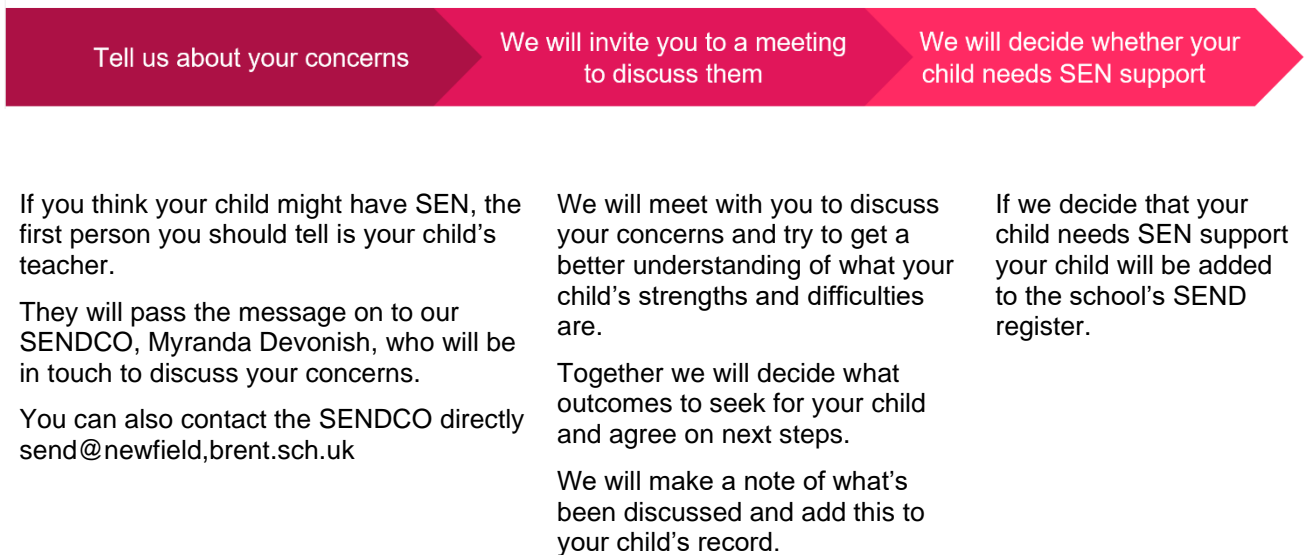 Tell us about your concerns
We will invite you to a meeting
to discuss them
We will decide whether your
child needs SEN support
If you think your child might have SEN, the
first person you should tell is your child's
teacher.
They will pass the message on to our
SENDCO, Myranda Devonish, who will be
in touch to discuss your concerns.
You can also contact the SENDCO directly
send@newfield,brent.sch.uk
We will meet with you to discuss
your concerns and try to get a
better understanding of what your
child's strengths and difficulties
are.
Together we will decide what
outcomes to seek for your child
and agree on next steps.
We will make a note of what's
been discussed and add this to
your child's record.
If we decide that your
child needs SEN support
your child will be added
to the school's SEND
register.